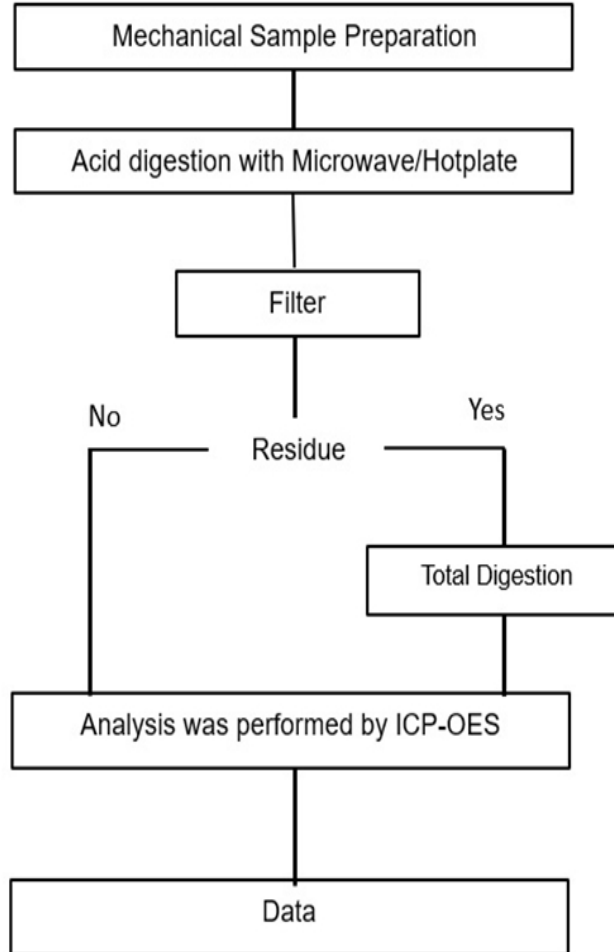 Mechanical Sample Preparation
Acid digestion with Microwave/Hotplate
Filter
No
Yes
Residue
Total Digestion
Analysis was performed by ICP-OES
Data